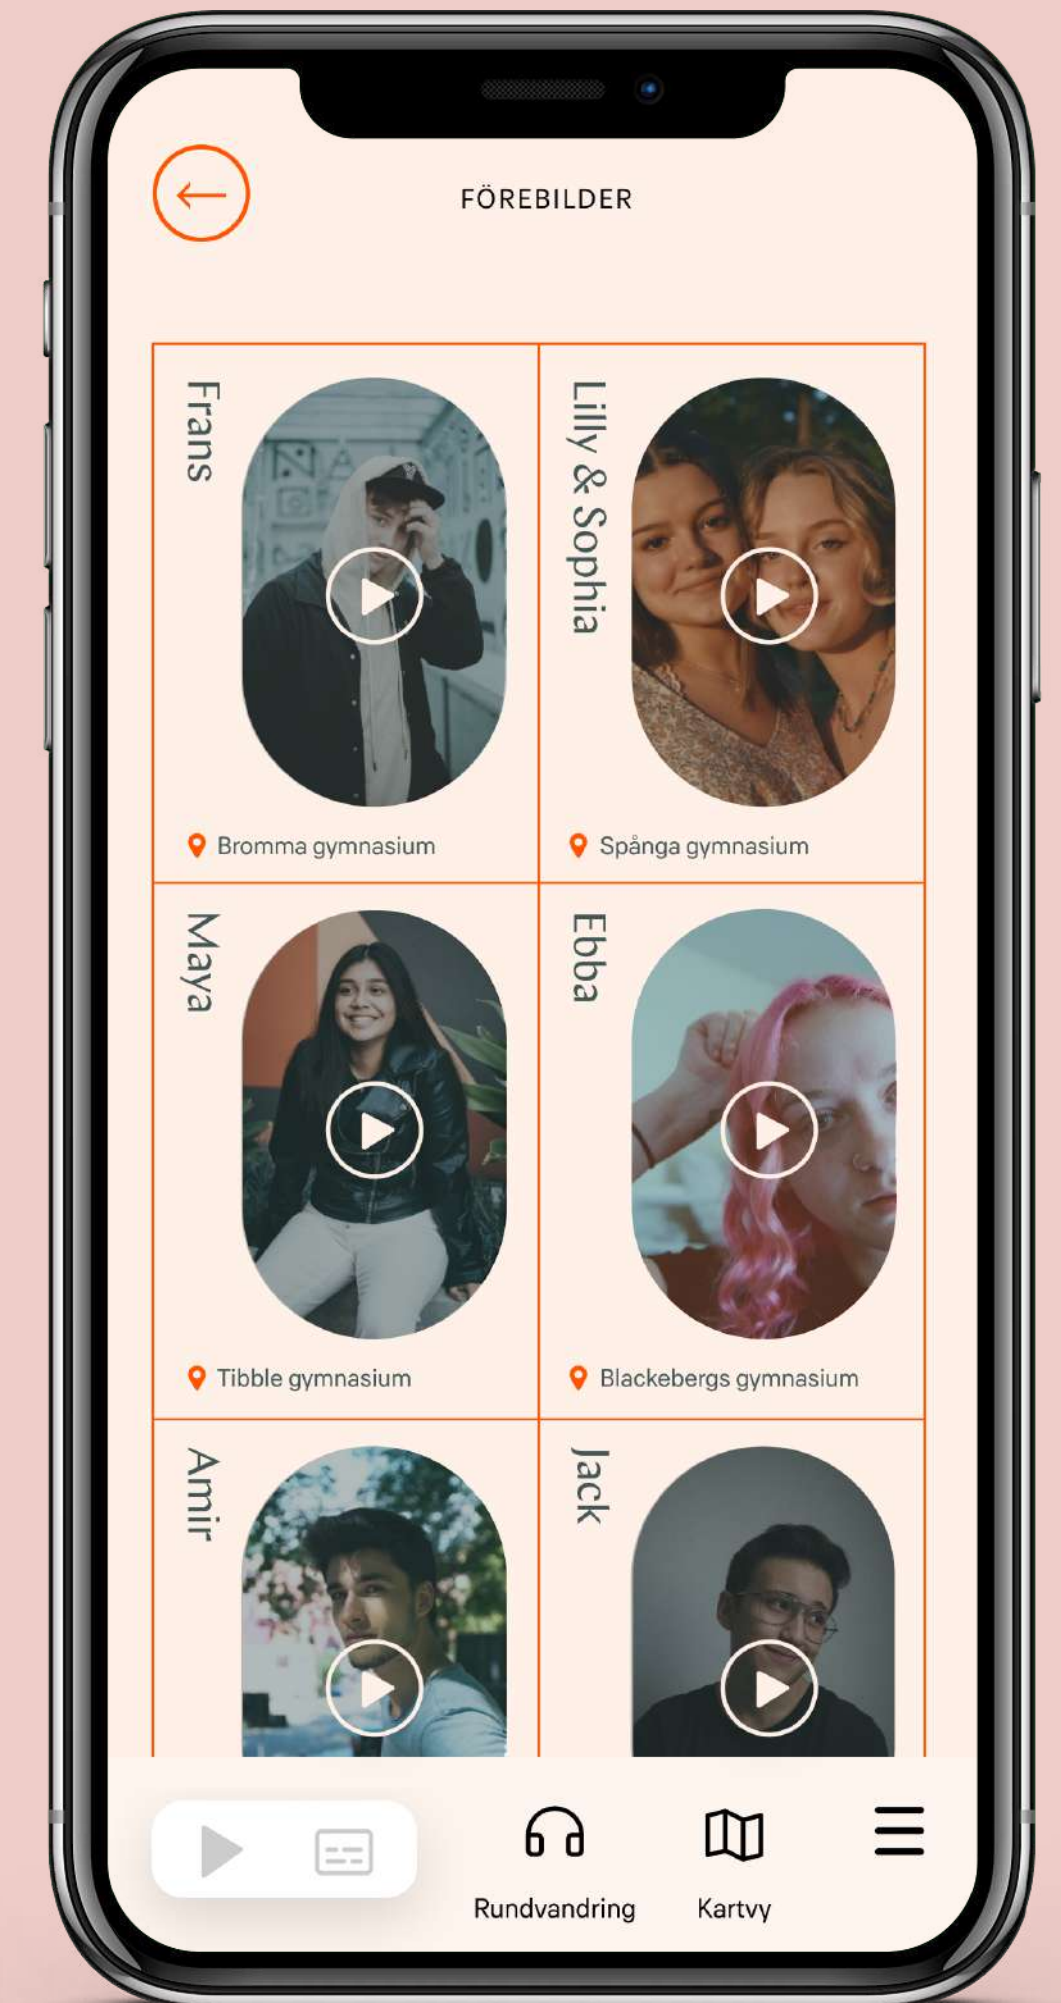 FÖREBILDER
Frans
Lilly & Sophia
Bromma gymnasium
Spånga gymnasium
Maya
Ebba
Tibble gymnasium
Blackebergs gymnasium
Amir
Jack
Rundvandring
Kartvy